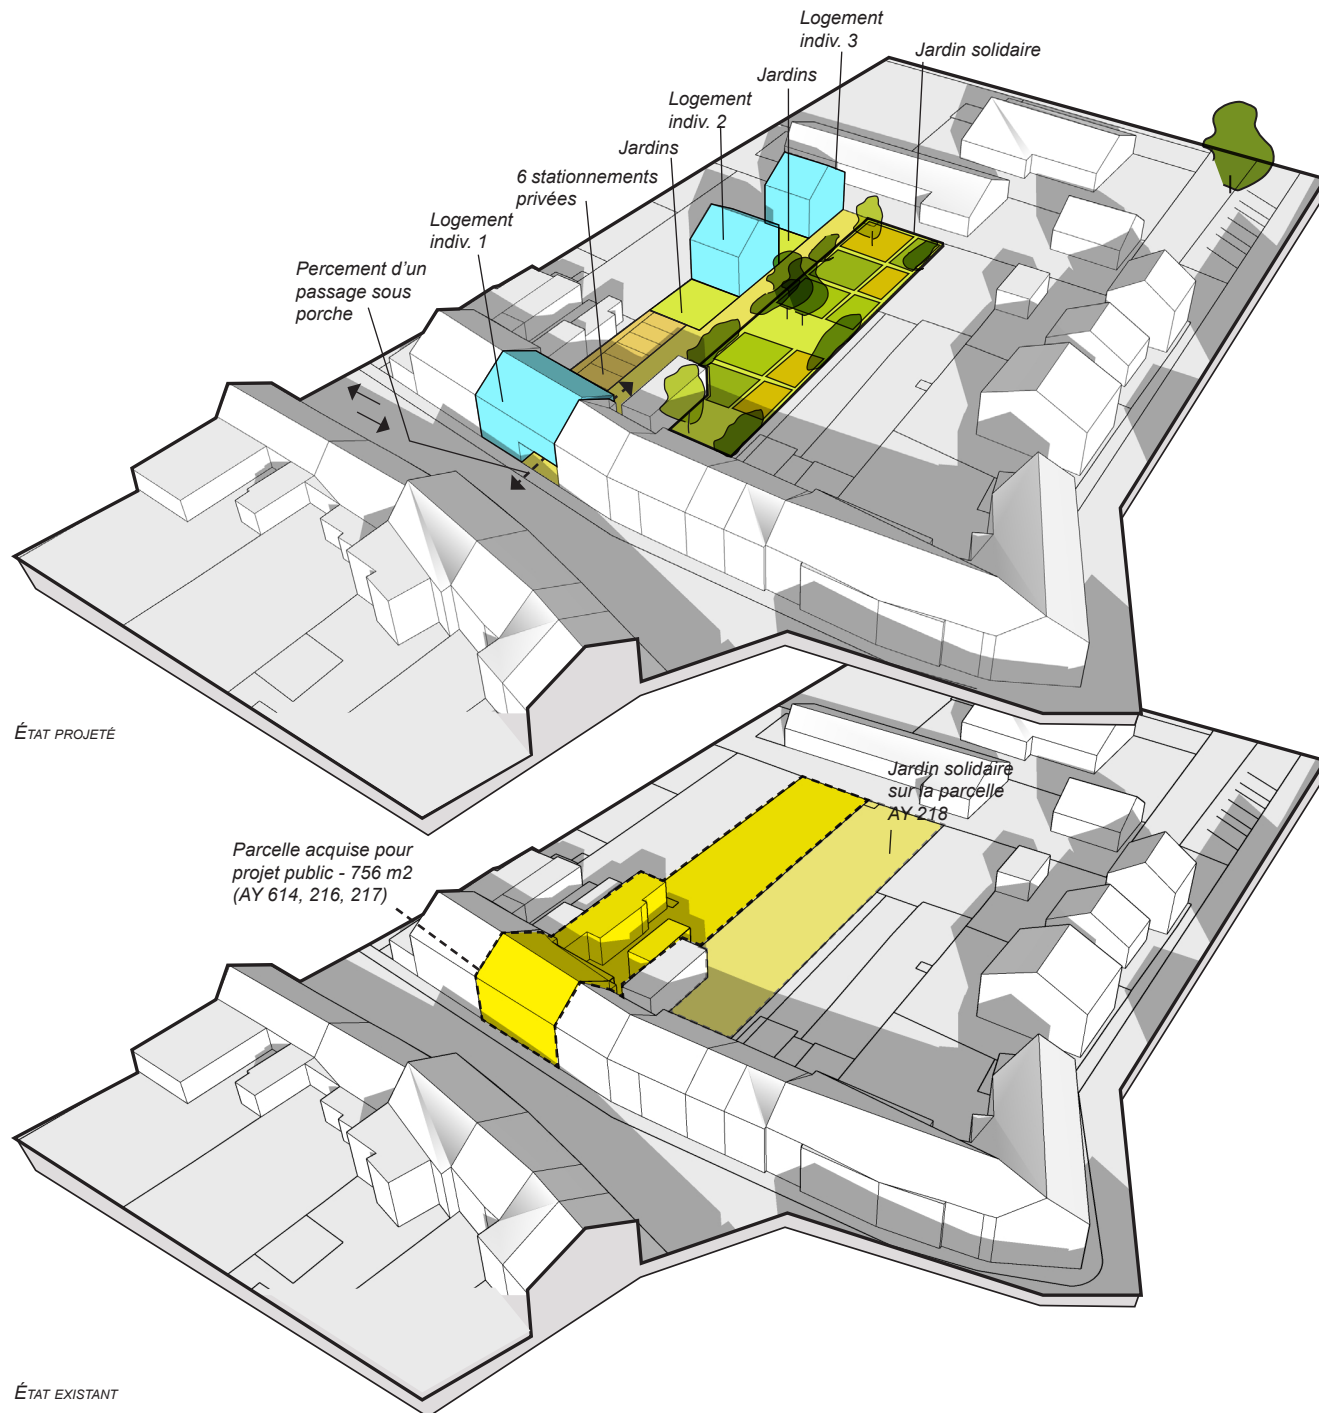 Logement
indiv. 3
Jardin solidaire
Jardins
Logement
indiv. 2
Jardins
6 stationnements
privées
Logement
indiv. 1
Percement d'un
passage sous
porche
État projeté
Jardin solidaire
sur la parcelle
AY 218
Parcelle acquise pour
projet public - 756 m2
(AY 614, 216, 217)
État existant